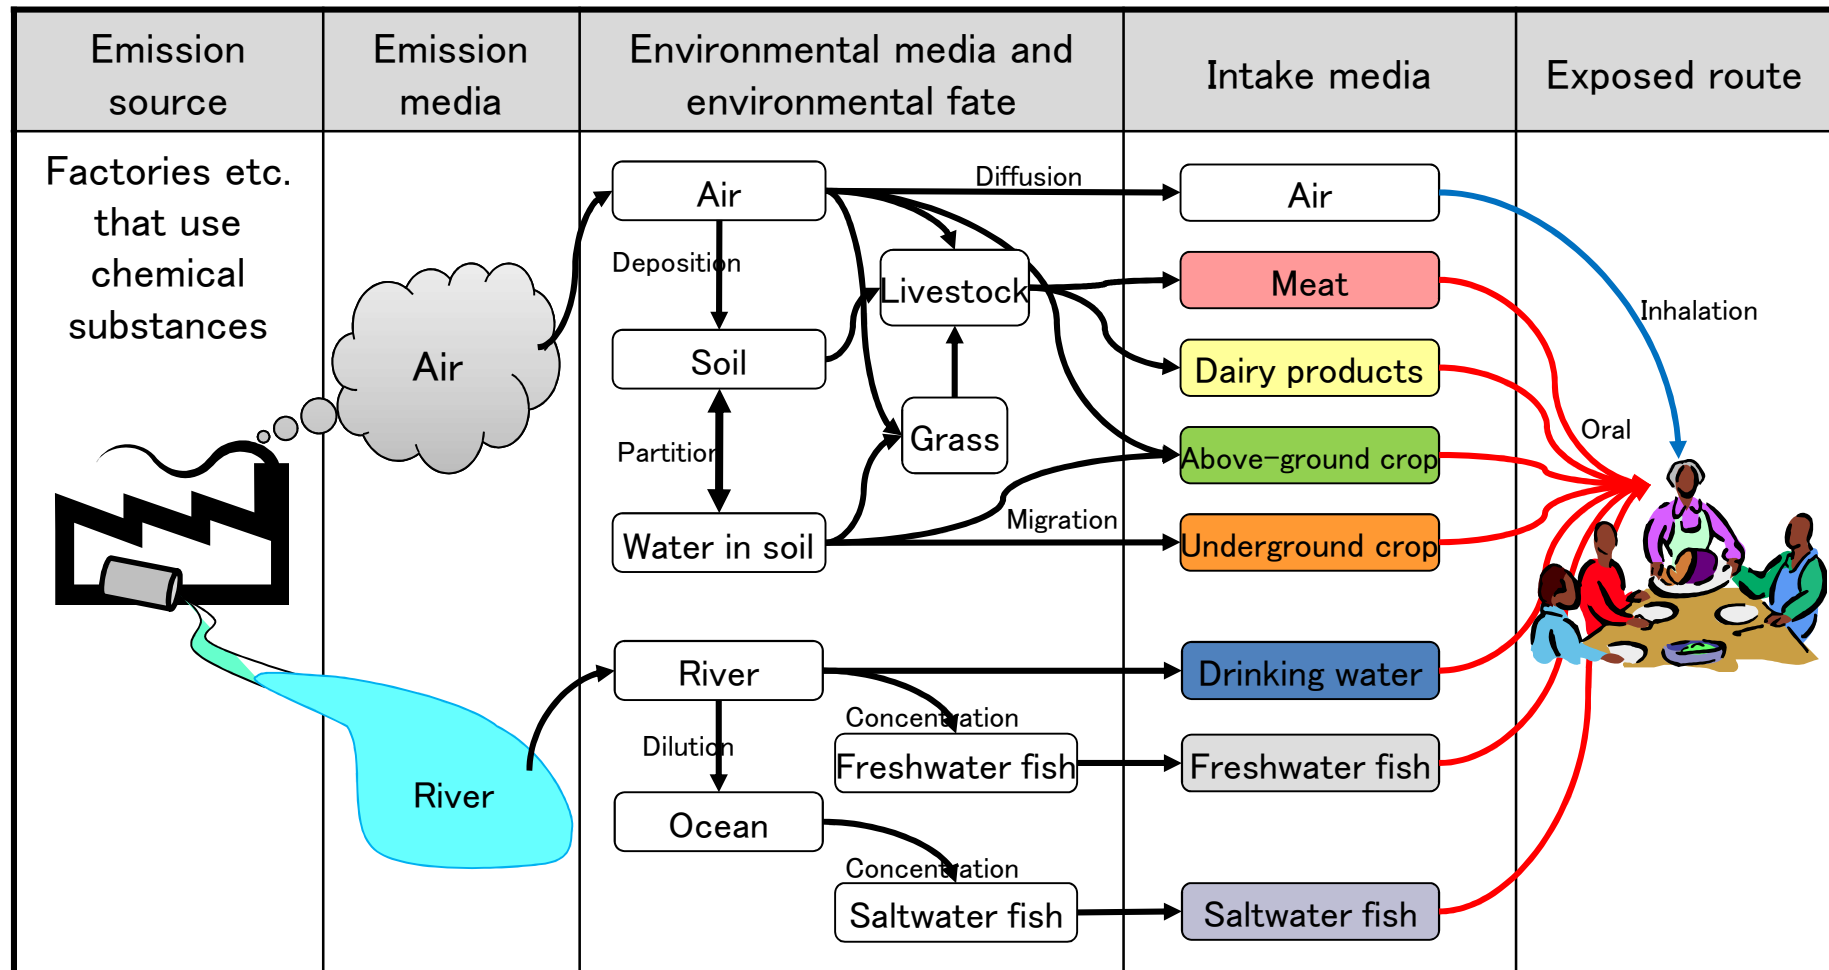 Emission
source
Emission
media
Environmental media and
environmental fate
Intake media
Exposed route
Factories etc.
that use
chemical
substances
Air
River
Air
Deposition
Soil
Partition
Water in soil
Livestock
Grass
Diffusion
Migration
River
Dilution
Ocean
Concentration
Freshwater fish
Concentration
Saltwater fish
Air
Meat
Dairy products
Above-ground crop
Underground crop
Drinking water
Freshwater fish
Saltwater fish
Inhalation
Oral